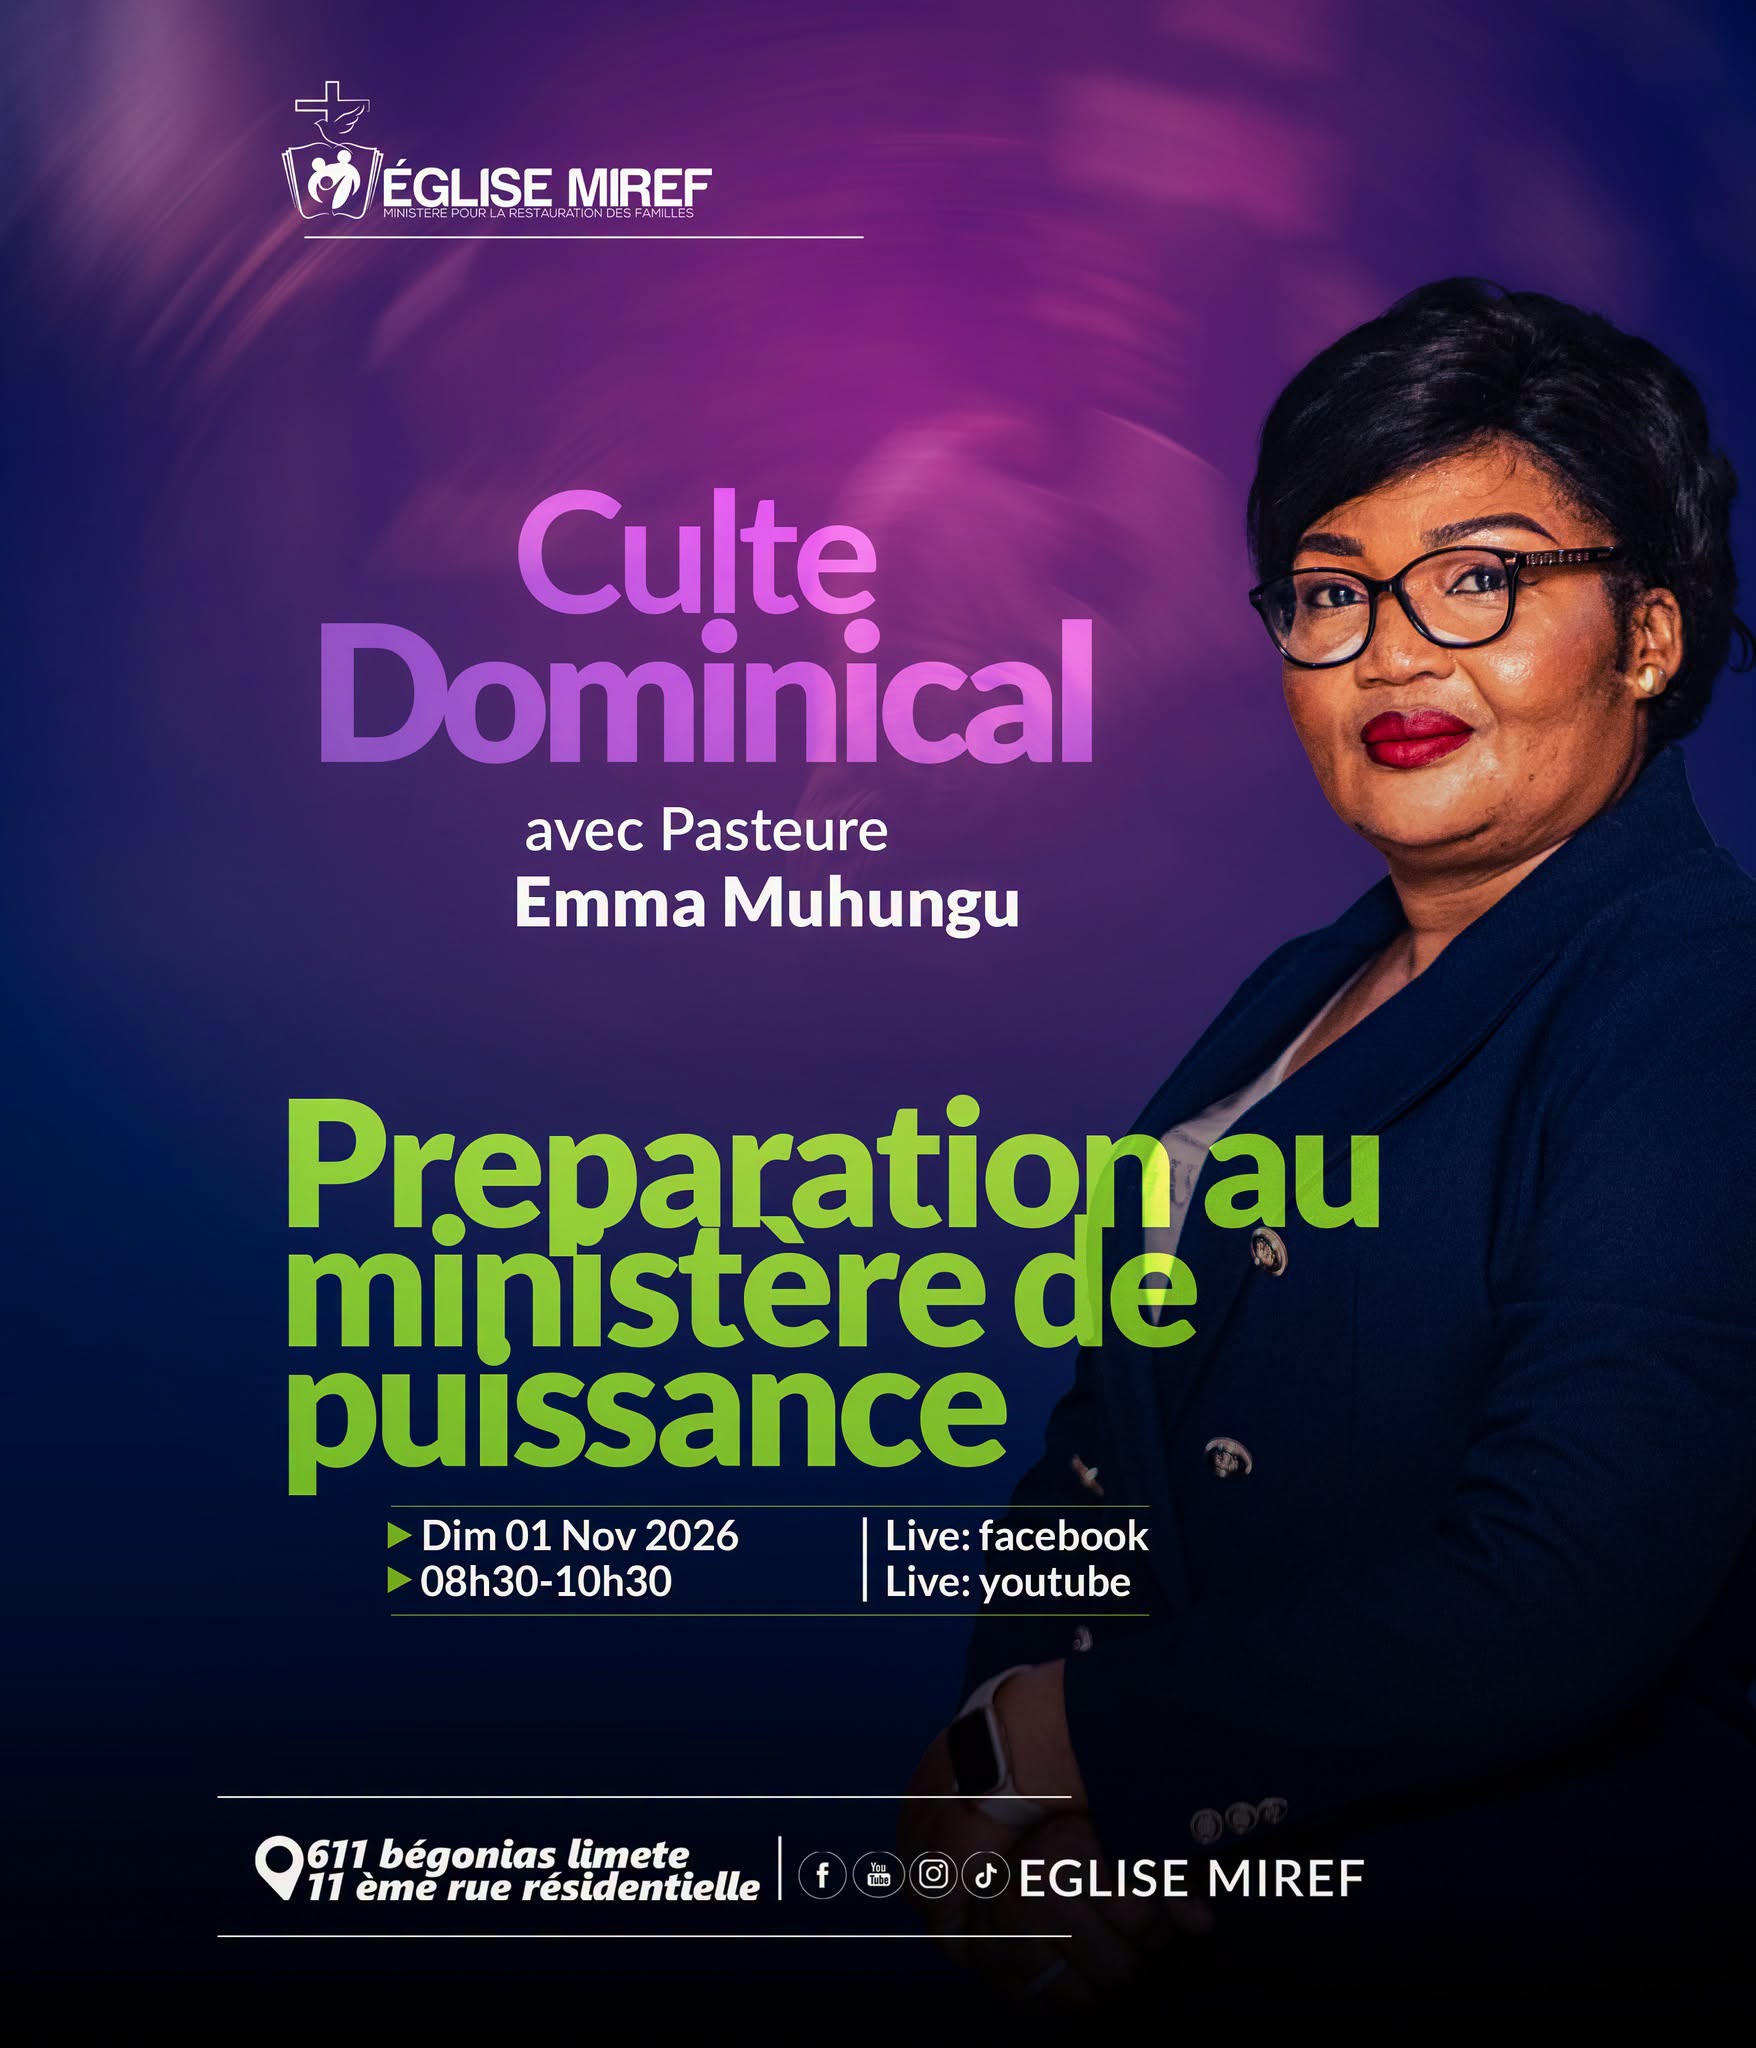 ÉGLISE MIREF
MINISTÈRE POUR LA RESTAURATION DES FAMILLES
Culte
Dominical
avec Pasteure
Emma Muhungu
Preparation au
ministère de
puissance
Dim 01 Nov 2026
08h30-10h30
Live: facebook
Live: youtube
611 bégonias limete
11 ème rue résidentielle
You
Tube
EGLISE MIREF